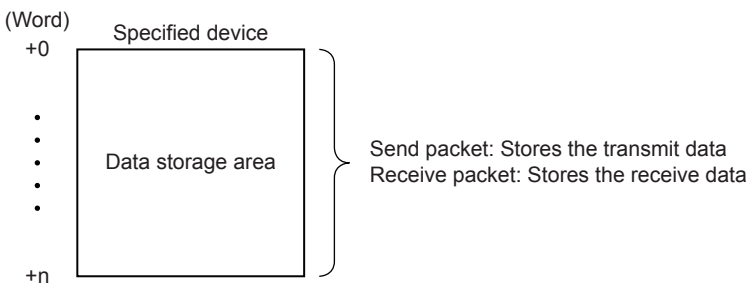 (Word)
Specified device
+0
Data storage area
Send packet: Stores the transmit data
Receive packet: Stores the receive data
+n